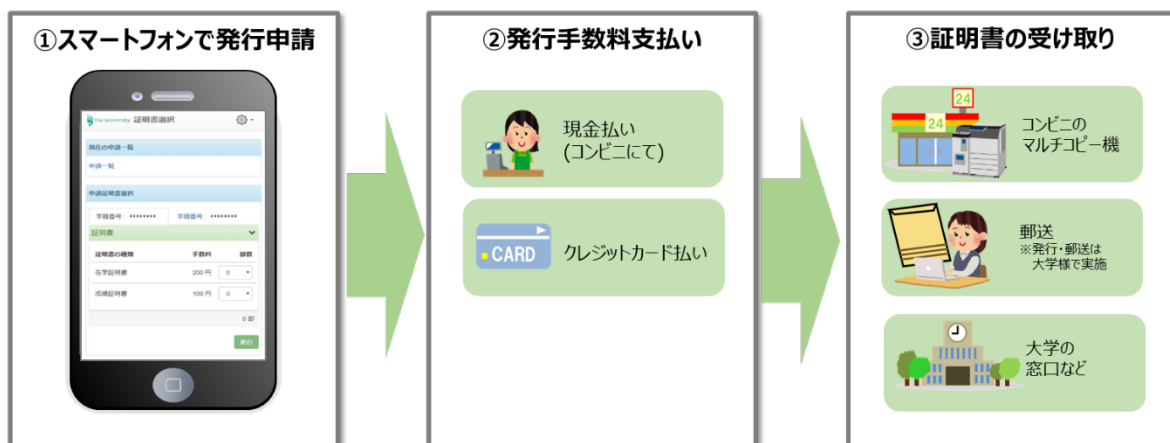 ①スマートフォンで発行申請
The University 証明書選択
現在の申請一覧
申請一覧
申請証明書選択
学籍番号: ********
学籍番号: ********
証明書
証明書の種類 手数料 部数
在学証明書 200 円 0
成績証明書 100 円 0
0 部
進む
②発行手数料支払い
現金払い
(コンビニにて)
CARD
クレジットカード払い
③証明書の受け取り
24
24
コンビニの
マルチコピー機
郵送
※発行・郵送は
大学様で実施
大学の
窓口など